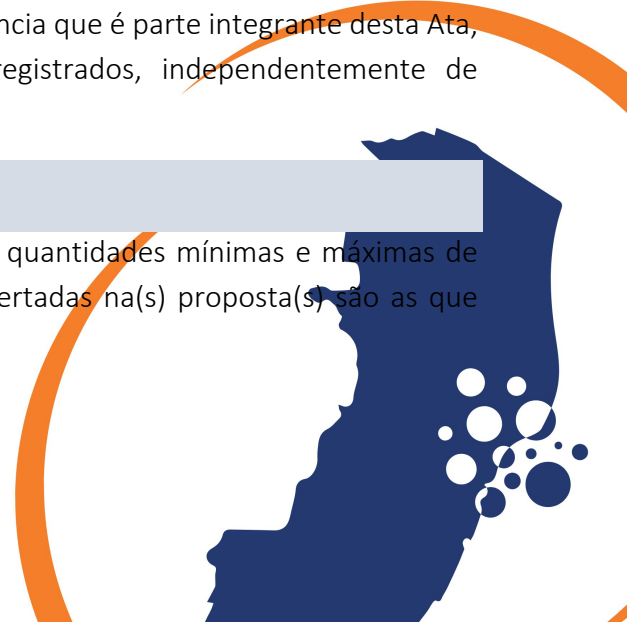 ncia que é parte integrante desta Ata,
registrados, independentemente de
quantidades mínimas e máximas de
ertadas na(s) proposta(s) são as que